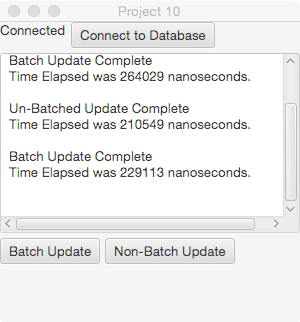 Project 10
Connected Connect to Database
Batch Update Complete
Time Elapsed was 264029 nanoseconds.
Un-Batched Update Complete
Time Elapsed was 210549 nanoseconds.
Batch Update Complete
Time Elapsed was 229113 nanoseconds.
Batch Update Non-Batch Update